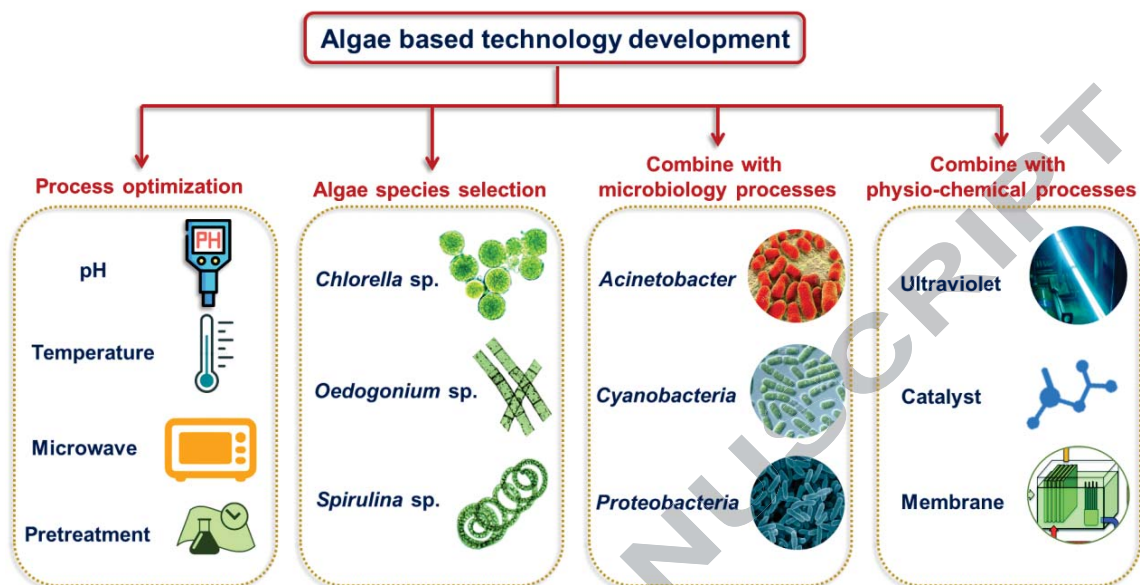 Algae based technology development
Process optimization
pH
PH
Temperature
Microwave
Pretreatment
Algae species selection
Chlorella sp.
Oedogonium sp.
Spirulina sp.
Combine with
microbiology processes
Acinetobacter
Cyanobacteria
Proteobacteria
Combine with
physio-chemical processes
Ultraviolet
Catalyst
Membrane
NUSCRIPT